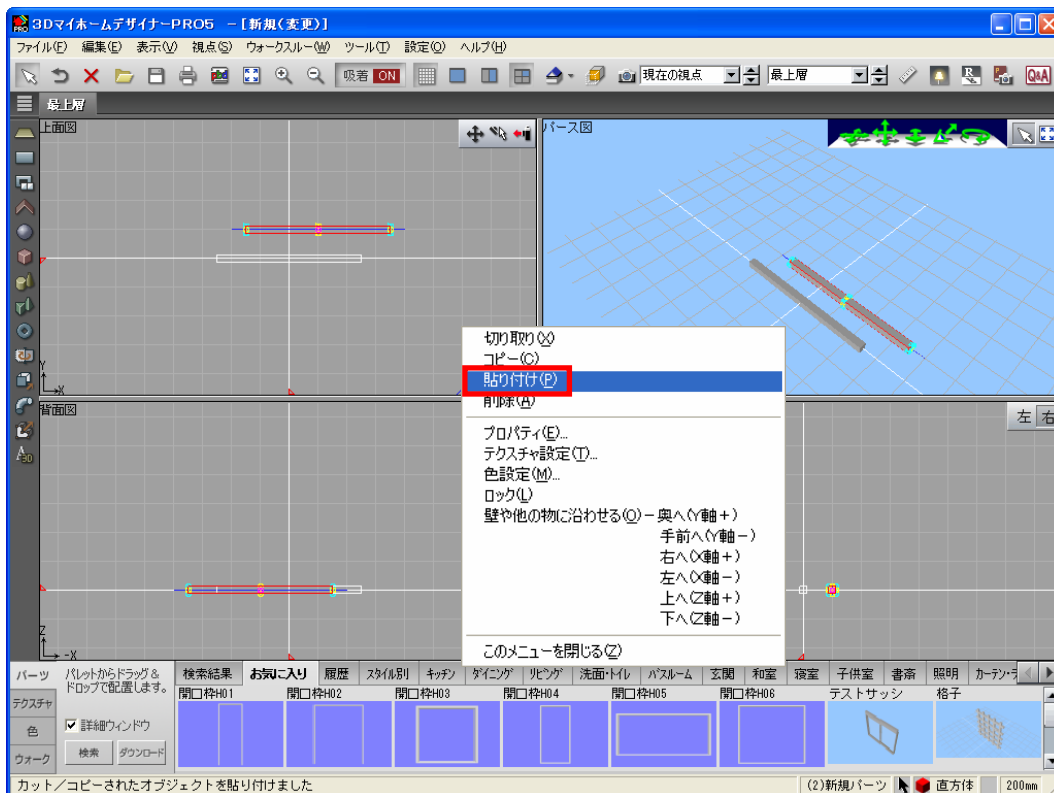 3DマイホームデザイナーPRO5 －[新規(変更)]
ファイル(F) 編集(E) 表示(V) 視点(S) ウォークスルー(W) ツール(T) 設定(O) ヘルプ(H)
吸着 ON 現在の視点 最上層 Q&A
最上層
上面図
パース図
Y
X
切り取り(X)
コピー(C)
貼り付け(P)
削除(A)
プロパティ(E)...
テクスチャ設定(T)...
色設定(M)...
ロック(L)
壁や他の物に沿わせる(O)－奥へ(Y軸＋)
手前へ(Y軸－)
右へ(X軸＋)
左へ(X軸－)
上へ(Z軸＋)
下へ(Z軸－)
このメニューを閉じる(Z)
背面図
左 右
Z
-X
パーツ
テクスチャ
色
ウォーク
パレットからドラッグ＆
ドロップで配置します。
詳細ウィンドウ
検索 ダウンロード
検索結果 お気に入り 履歴 スタイル別 キッチン ダイニング リビング 洗面・トイレ バスルーム 玄関 和室 寝室 子供室 書斎 照明 カーテン・ラ
開口枠H01 開口枠H02 開口枠H03 開口枠H04 開口枠H05 開口枠H06 テストサッシ 格子
カット／コピーされたオブジェクトを貼り付けました
(2)新規パーツ 直方体 200mm